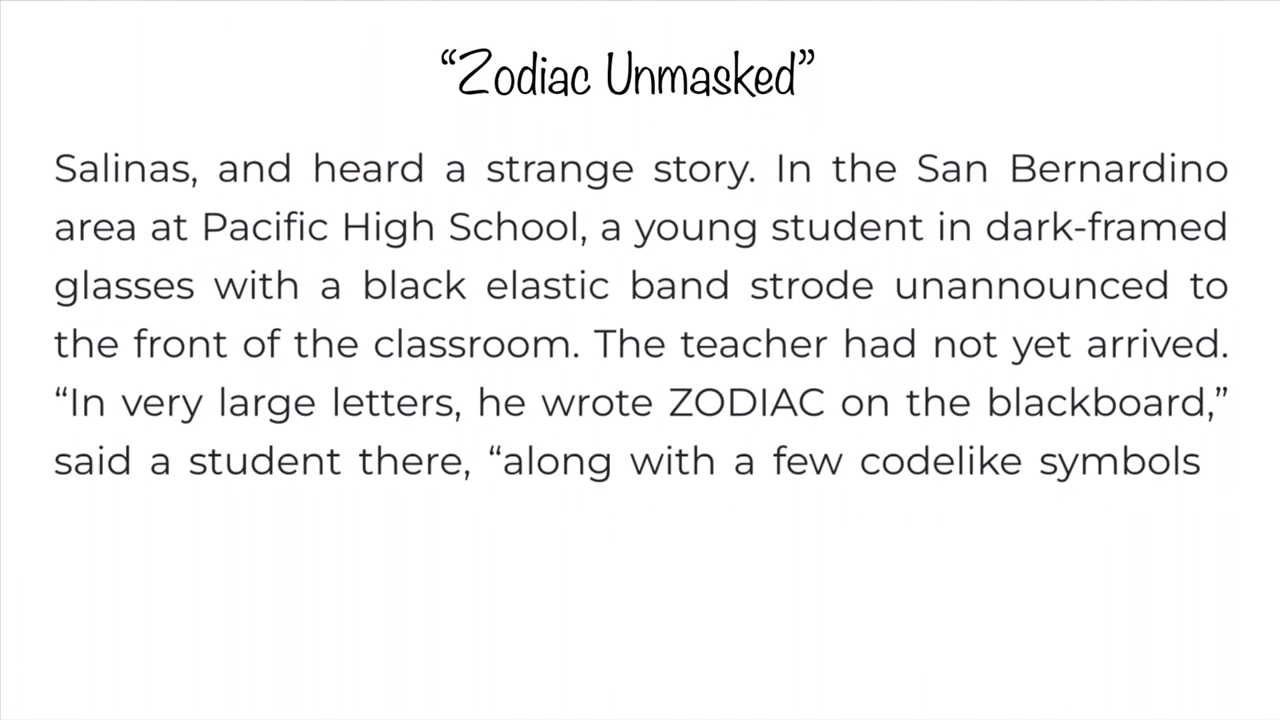 “Zodiac Unmasked”
Salinas, and heard a strange story. In the San Bernardino
area at Pacific High School, a young student in dark-framed
glasses with a black elastic band strode unannounced to
the front of the classroom. The teacher had not yet arrived.
“In very large letters, he wrote ZODIAC on the blackboard,”
said a student there, “along with a few codelike symbols